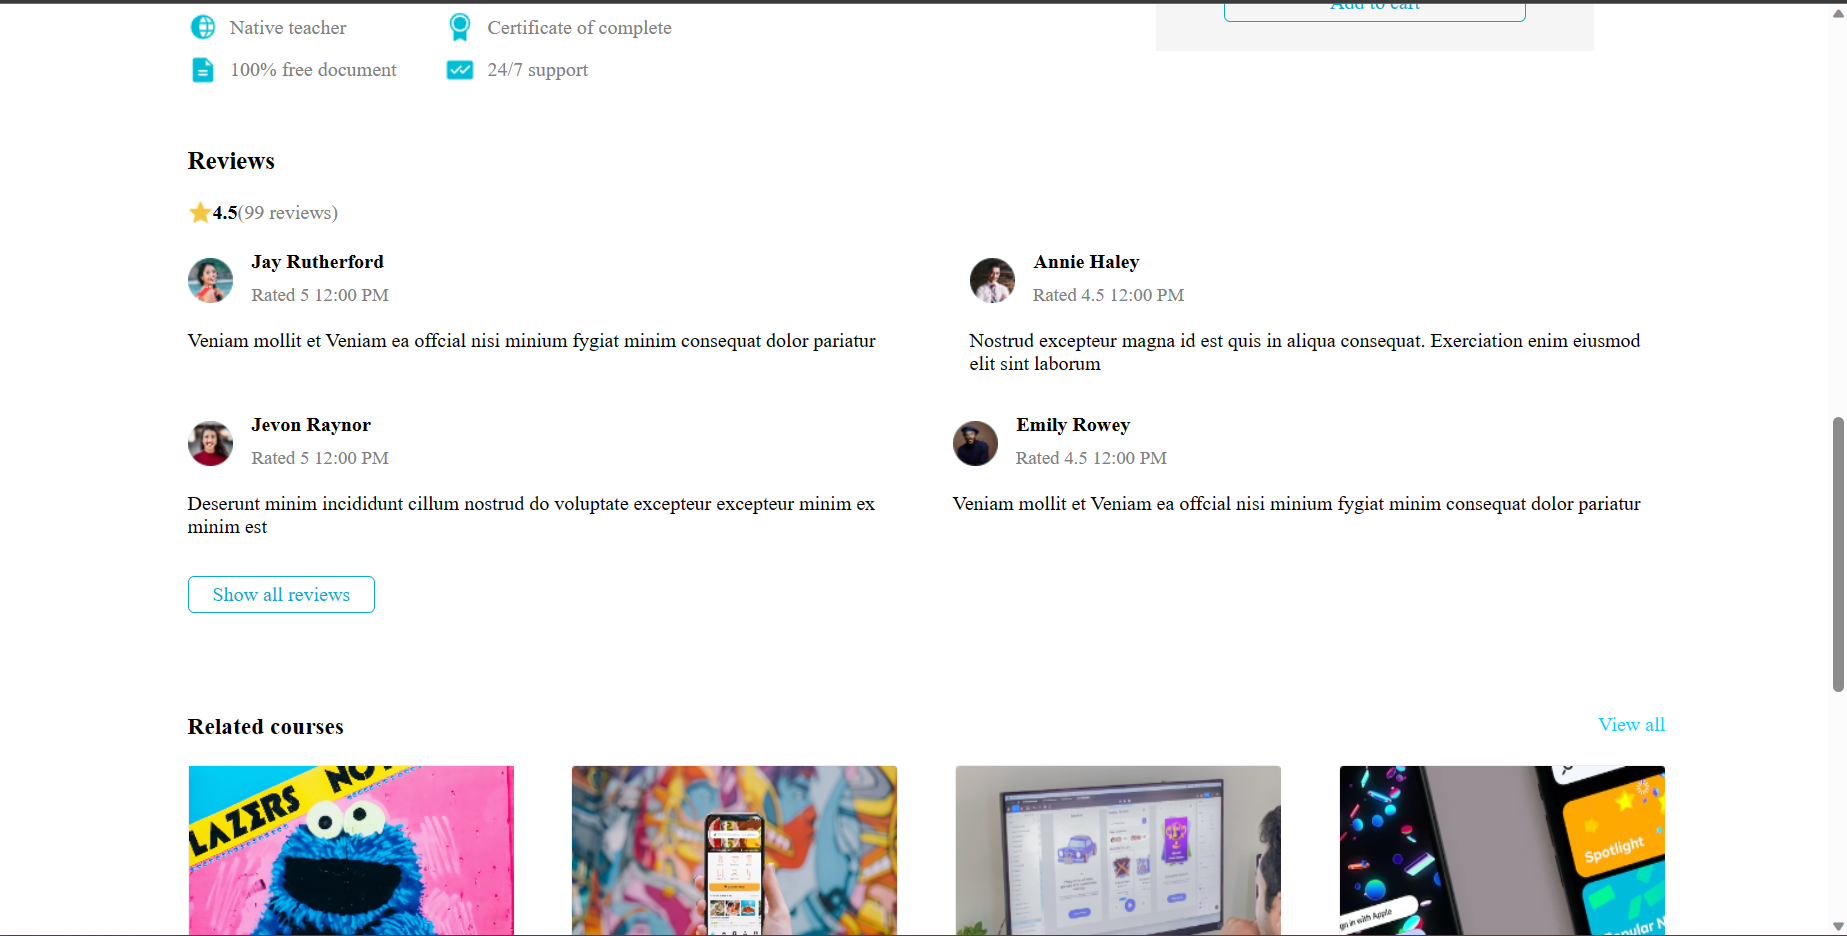 Add to cart
Native teacher
Certificate of complete
100% free document
24/7 support
Reviews
4.5(99 reviews)
Jay Rutherford
Rated 5 12:00 PM
Veniam mollit et Veniam ea offcial nisi minium fygiat minim consequat dolor pariatur
Annie Haley
Rated 4.5 12:00 PM
Nostrud excepteur magna id est quis in aliqua consequat. Exerciation enim eiusmod
elit sint laborum
Jevon Raynor
Rated 5 12:00 PM
Deserunt minim incididunt cillum nostrud do voluptate excepteur excepteur minim ex
minim est
Emily Rowey
Rated 4.5 12:00 PM
Veniam mollit et Veniam ea offcial nisi minium fygiat minim consequat dolor pariatur
Show all reviews
Related courses
View all
LAZERS
Spotlight
in with Apple